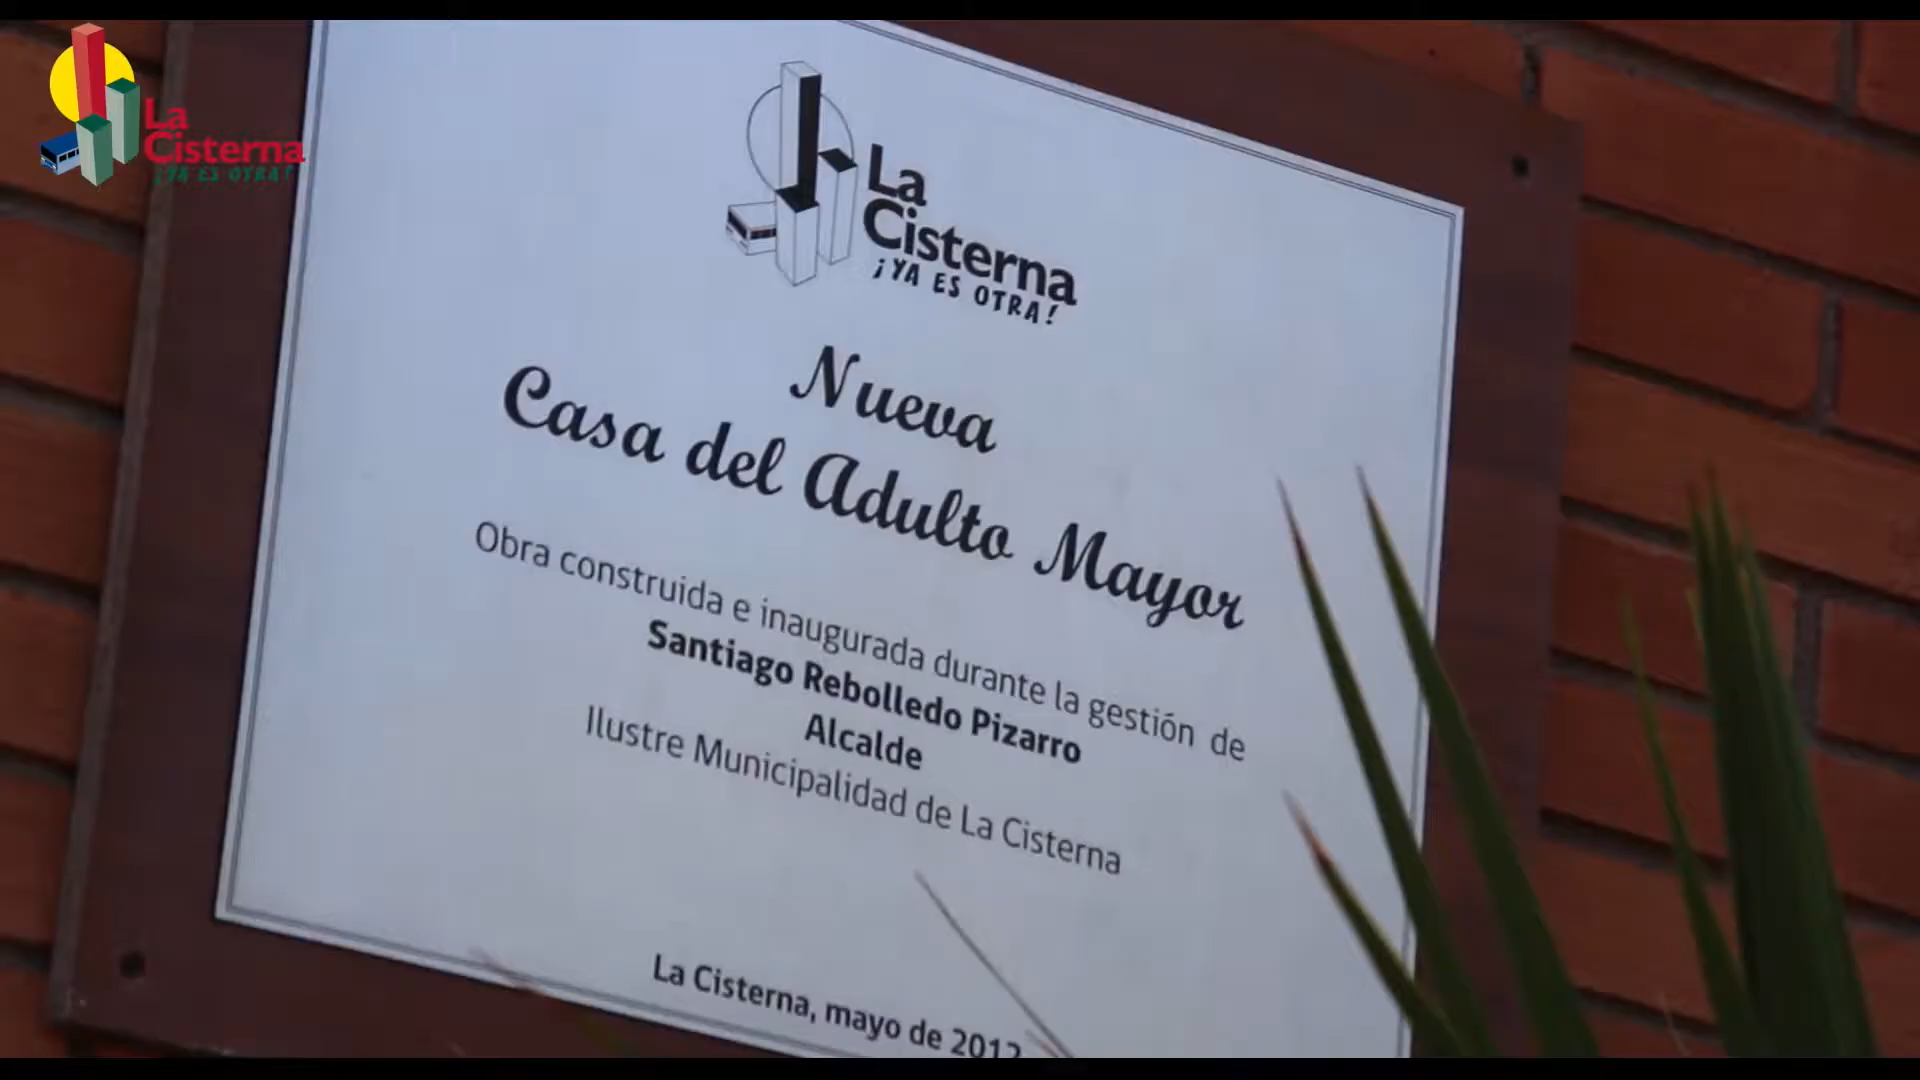 La
Cisterna
¡YA ES OTRA!
La
Cisterna
¡YA ES OTRA!
Nueva
Casa del Adulto Mayor
Obra construida e inaugurada durante la gestión de
Santiago Rebolledo Pizarro
Alcalde
Ilustre Municipalidad de La Cisterna
La Cisterna, mayo de 2012